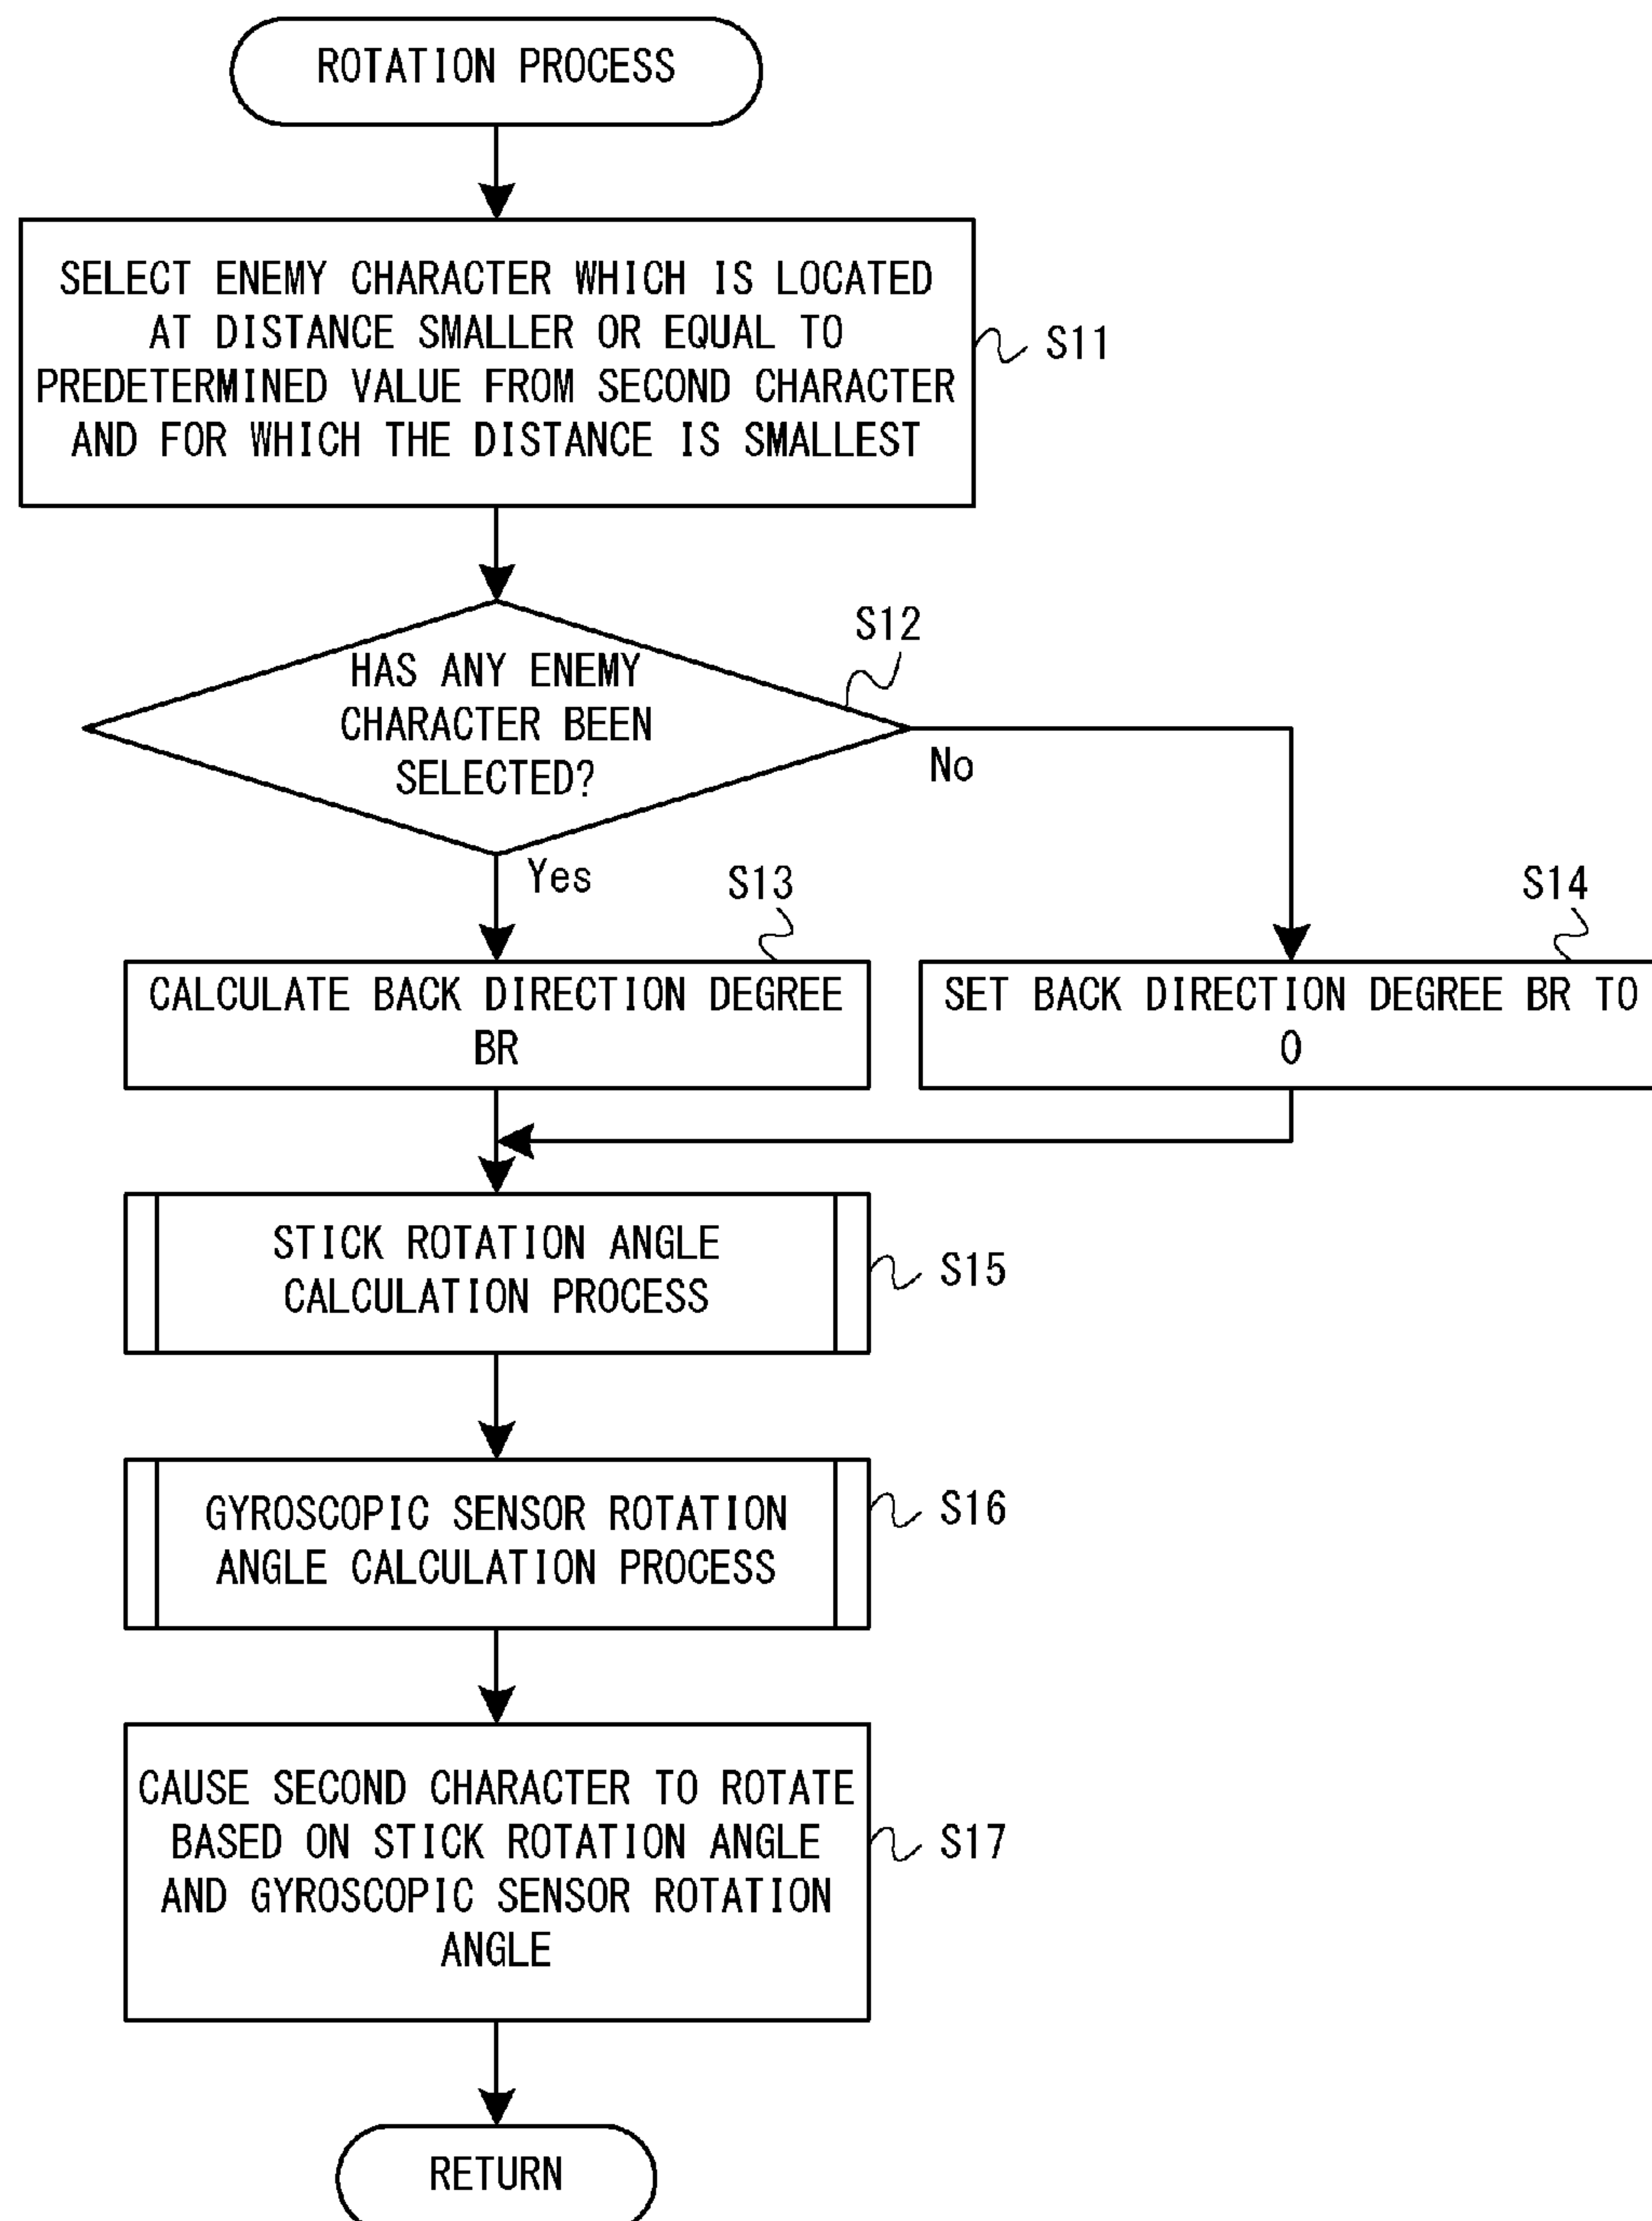 ROTATION PROCESS
SELECT ENEMY CHARACTER WHICH IS LOCATED
AT DISTANCE SMALLER OR EQUAL TO
PREDETERMINED VALUE FROM SECOND CHARACTER
AND FOR WHICH THE DISTANCE IS SMALLEST
S11
S12
HAS ANY ENEMY
CHARACTER BEEN
SELECTED?
No
Yes
S13
S14
CALCULATE BACK DIRECTION DEGREE
BR
SET BACK DIRECTION DEGREE BR TO
0
STICK ROTATION ANGLE
CALCULATION PROCESS
S15
GYROSCOPIC SENSOR ROTATION
ANGLE CALCULATION PROCESS
S16
CAUSE SECOND CHARACTER TO ROTATE
BASED ON STICK ROTATION ANGLE
AND GYROSCOPIC SENSOR ROTATION
ANGLE
S17
RETURN